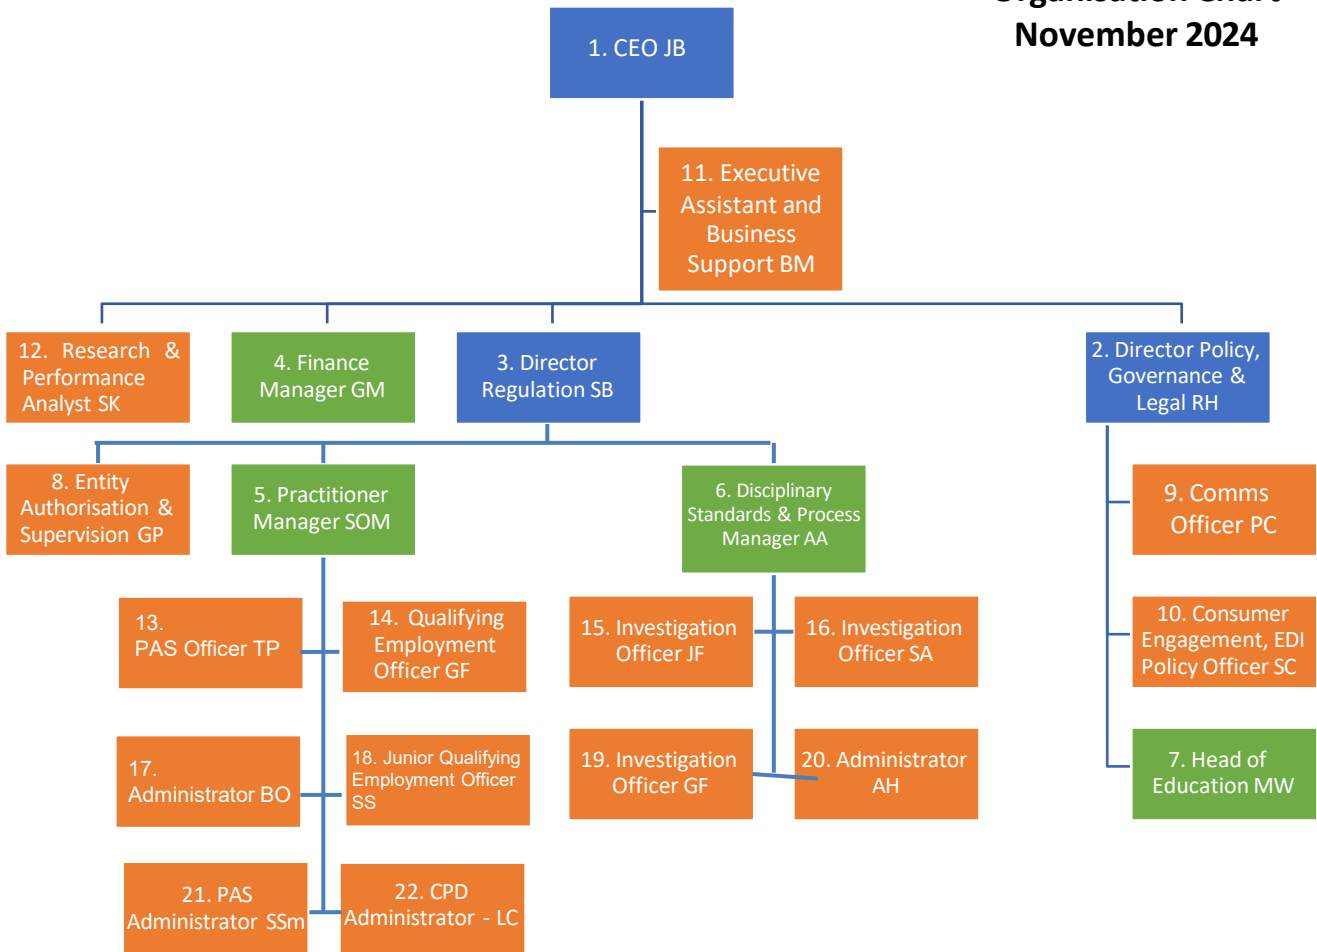 Organisation Chart
November 2024
1. CEO JB
11. Executive
Assistant and
Business
Support BM
12. Research &
Performance
Analyst SK
4. Finance
Manager GM
3. Director
Regulation SB
2. Director Policy,
Governance &
Legal RH
8. Entity
Authorisation &
Supervision GP
5. Practitioner
Manager SOM
6. Disciplinary
Standards & Process
Manager AA
9. Comms
Officer PC
13.
PAS Officer TP
14. Qualifying
Employment
Officer GF
15. Investigation
Officer JF
16. Investigation
Officer SA
10. Consumer
Engagement, EDI
Policy Officer SC
17.
Administrator BO
18. Junior Qualifying
Employment Officer
SS
19. Investigation
Officer GF
20. Administrator
AH
7. Head of
Education MW
21. PAS
Administrator SSm
22. CPD
Administrator - LC